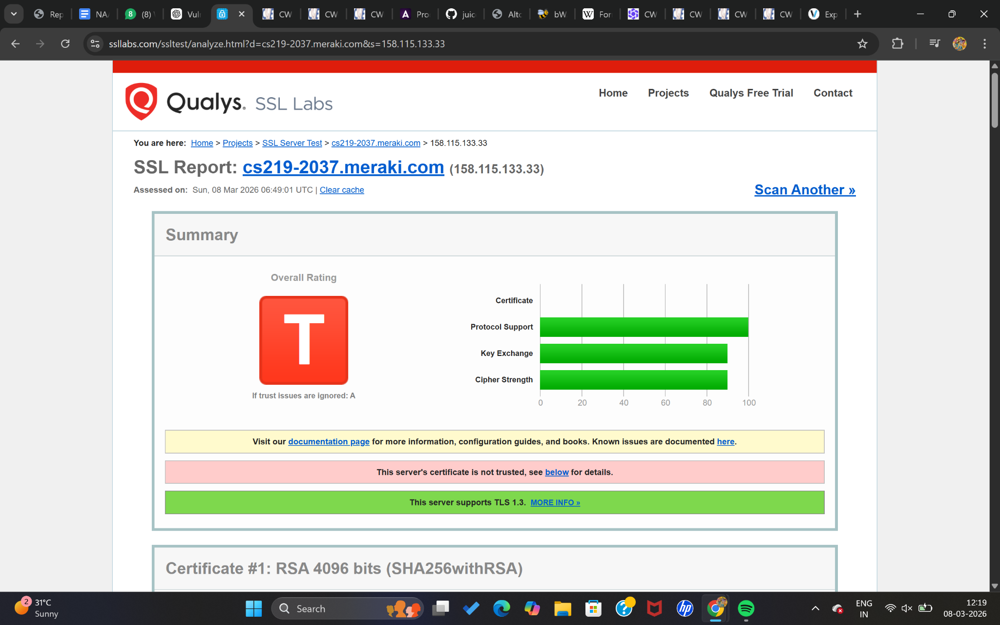 Rep
NA
8
(8)
Vul
CW
CW
CW
A
Pro
juic
Alto
bW
W
For
CW
CW
CW
CW
Exp
ssllabs.com/ssltest/analyze.html?d=cs219-2037.meraki.com&s=158.115.133.33
Qualys. SSL Labs
Home
Projects
Qualys Free Trial
Contact
You are here: Home > Projects > SSL Server Test > cs219-2037.meraki.com > 158.115.133.33
SSL Report: cs219-2037.meraki.com (158.115.133.33)
Assessed on: Sun, 08 Mar 2026 06:49:01 UTC | Clear cache
Scan Another »
Summary
Overall Rating
T
If trust issues are ignored: A
Certificate
Protocol Support
Key Exchange
Cipher Strength
0 20 40 60 80 100
Visit our documentation page for more information, configuration guides, and books. Known issues are documented here.
This server's certificate is not trusted, see below for details.
This server supports TLS 1.3. MORE INFO »
Certificate #1: RSA 4096 bits (SHA256withRSA)
2
31°C
Sunny
Search
hp
ENG
IN
12:19
08-03-2026